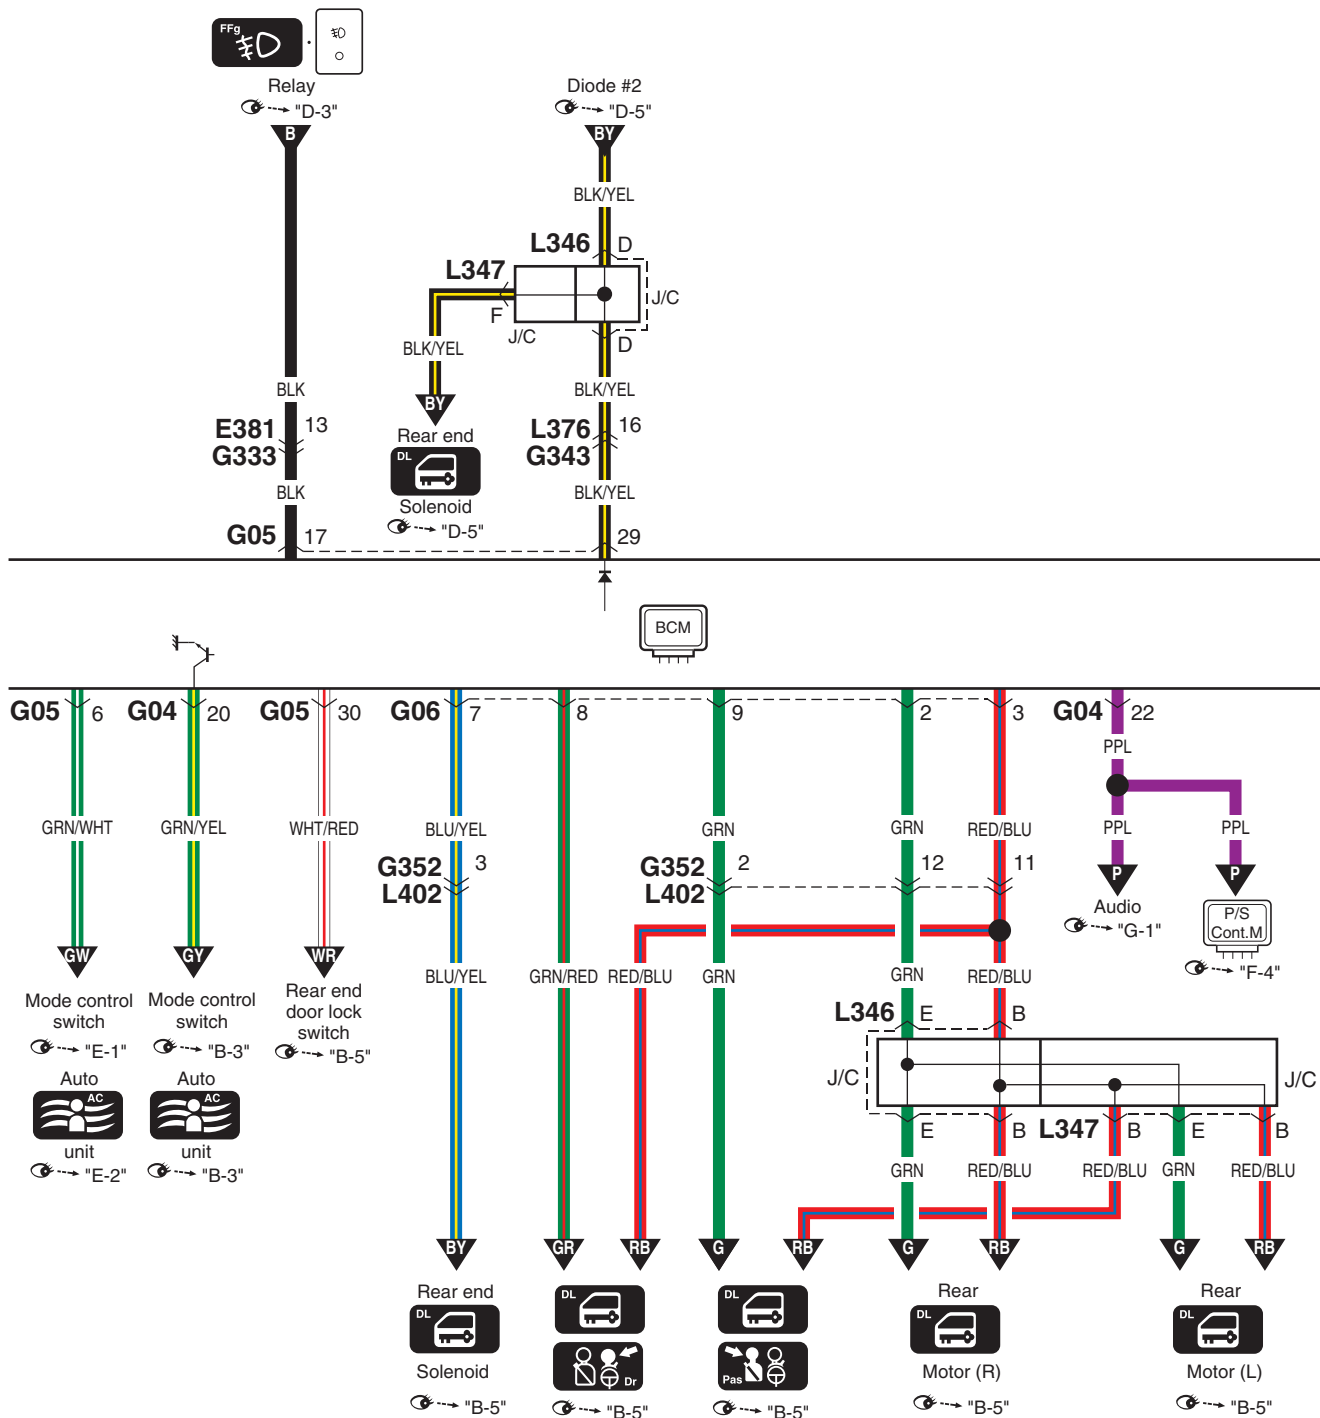 FFg
Relay
"D-3"
B
Diode #2
"D-5"
BY
BLK/YEL
L346 D
L347
F
J/C
J/C
D
BLK/YEL
BLK/YEL
BY
Rear end
DL
Solenoid
"D-5"
BLK
E381 13
G333
BLK
L376 16
G343
BLK/YEL
G05 17
29
BCM
G05 6
G04 20
G05 30
G06 7
8
9
2
3
G04 22
PPL
GRN/WHT
GRN/YEL
WHT/RED
BLU/YEL
GRN
GRN
RED/BLU
PPL
PPL
G352 3
L402
G352 2
L402
12
11
P
P
Audio
"G-1"
P/S
Cont.M
"F-4"
GW
GY
WR
BLU/YEL
GRN/RED
RED/BLU
GRN
GRN
RED/BLU
Mode control
switch
"E-1"
Auto
AC
unit
"E-2"
Mode control
switch
"B-3"
Auto
AC
unit
"B-3"
Rear end
door lock
switch
"B-5"
L346 E B
J/C
J/C
E B L347 B E B
GRN
RED/BLU
RED/BLU
GRN
RED/BLU
BY
GR
RB
G
RB
G
RB
G
RB
Rear end
DL
Solenoid
"B-5"
DL
Dr
"B-5"
DL
Pas
"B-5"
Rear
DL
Motor (R)
"B-5"
Rear
DL
Motor (L)
"B-5"